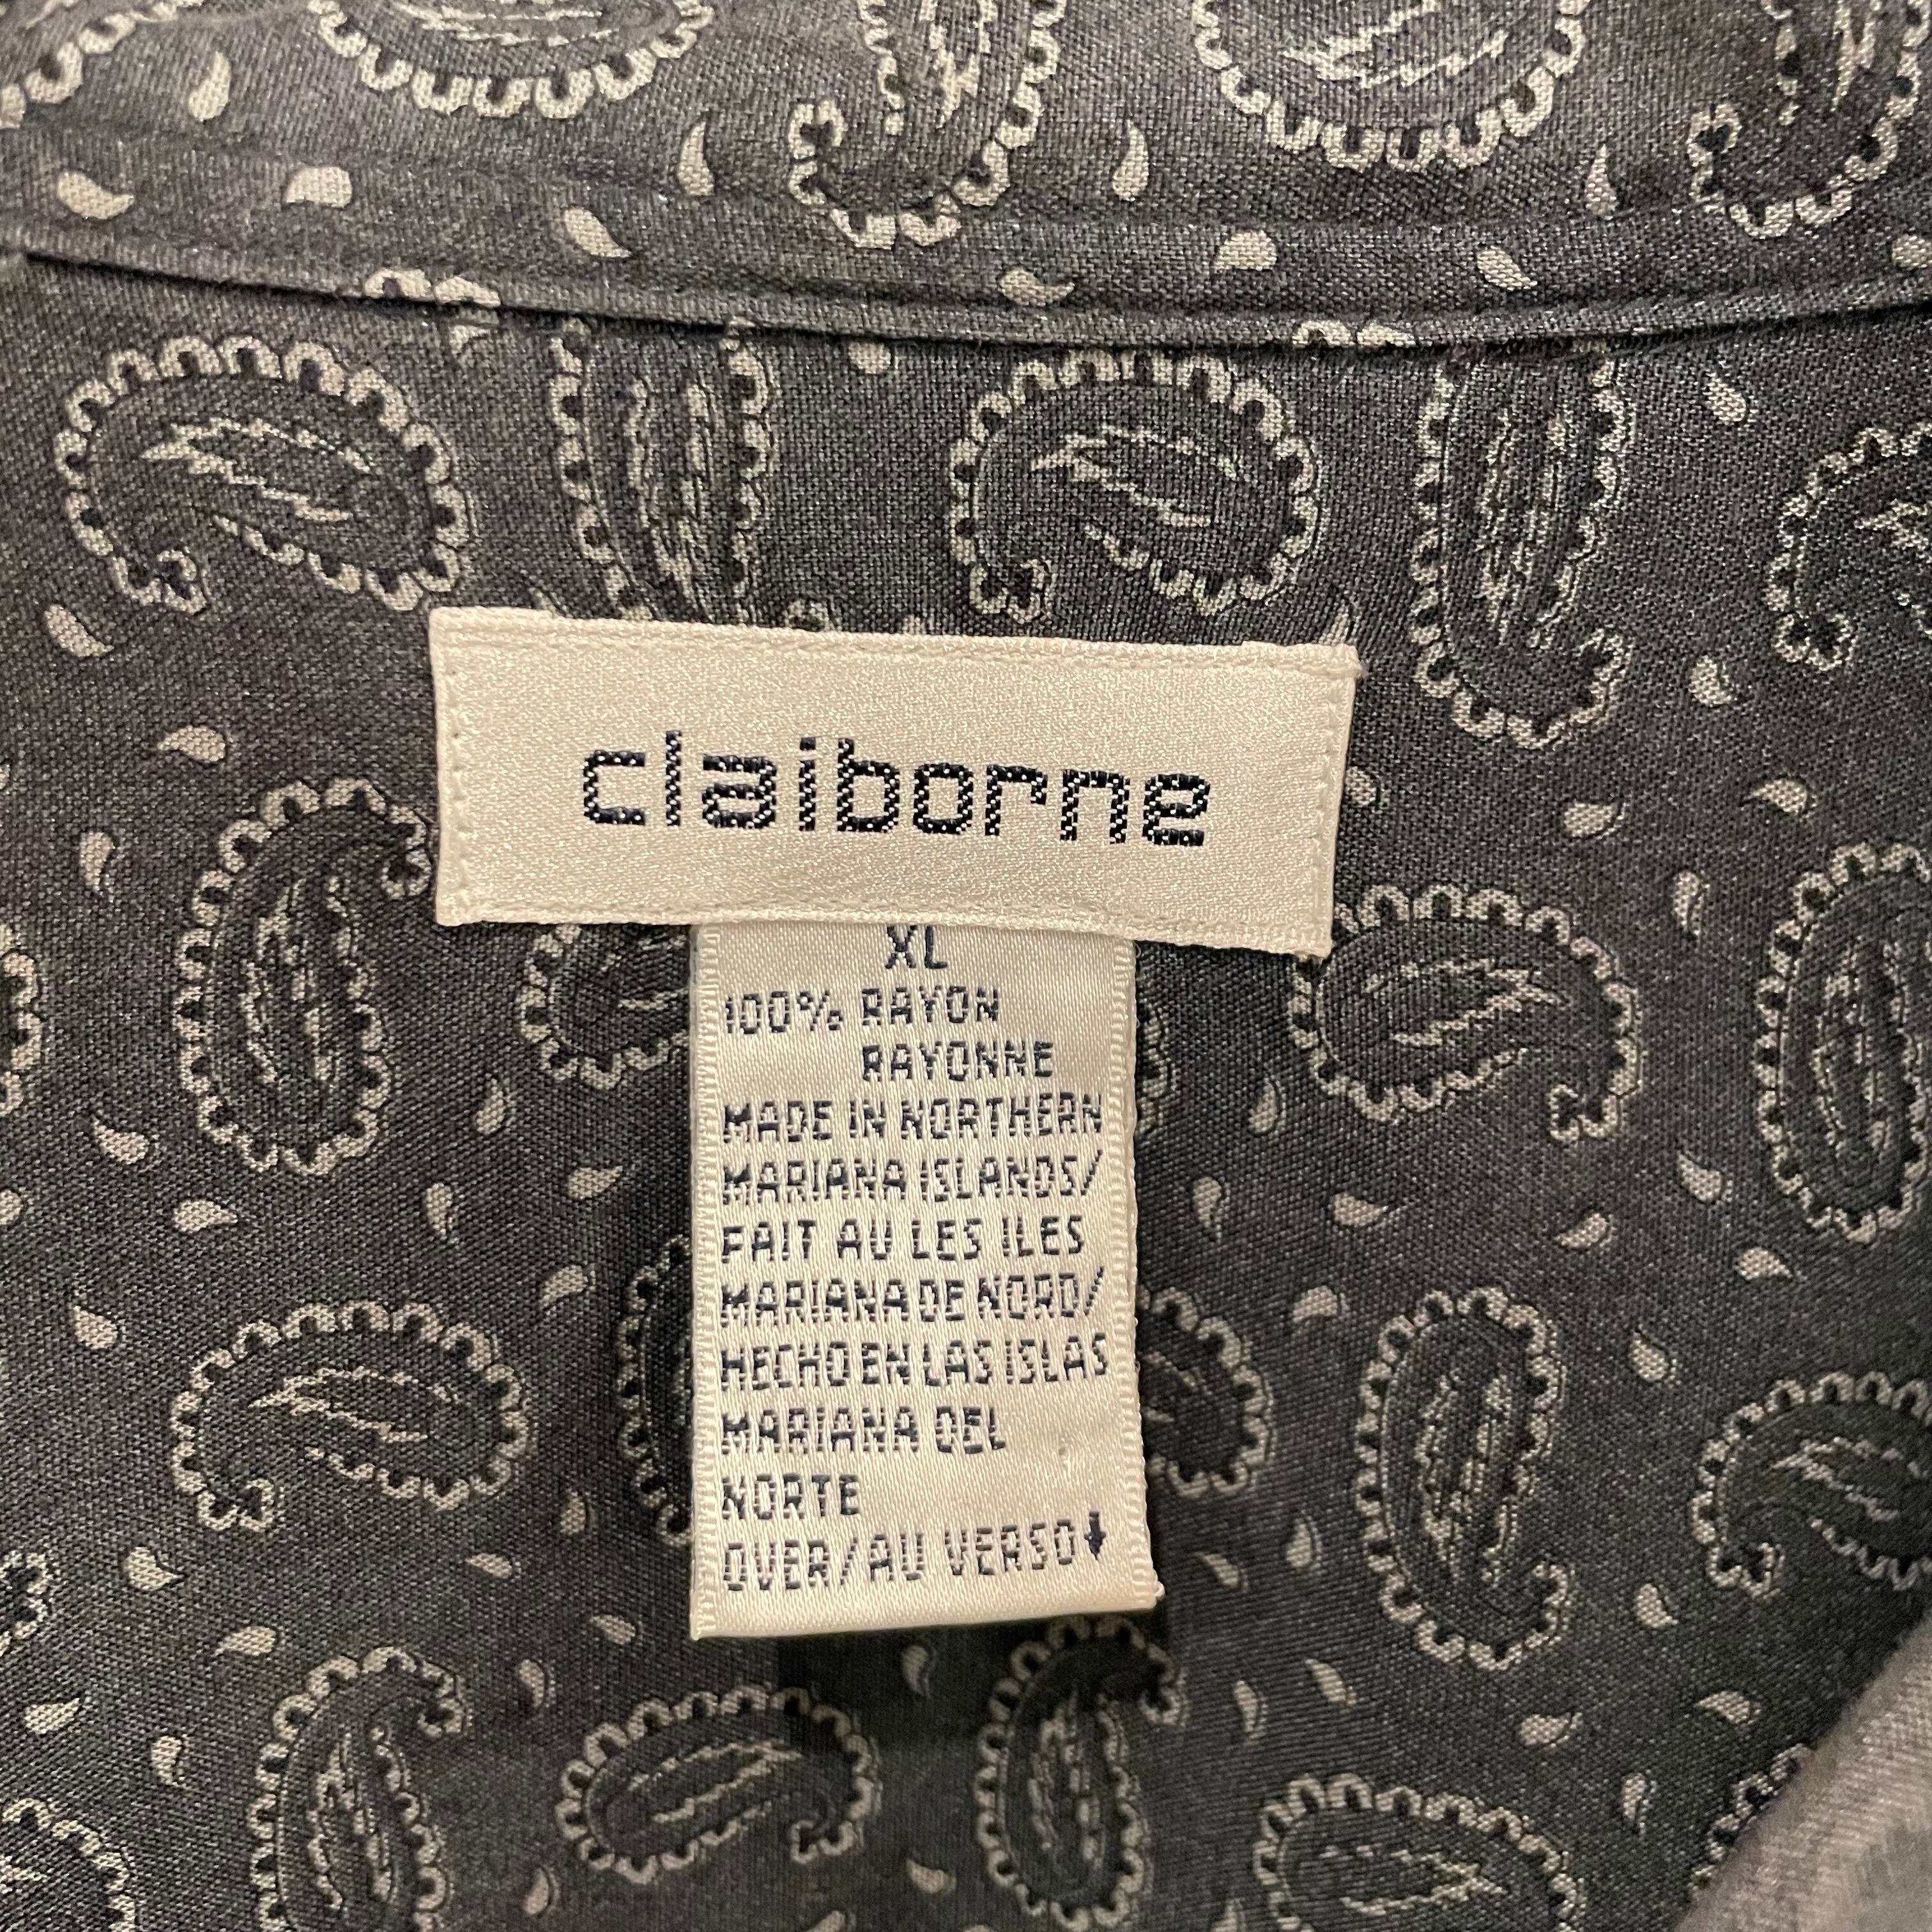 claiborne
XL
100% RAYON
RAYONNE
MADE IN NORTHERN
MARIANA ISLANDS/
FAIT AU LES ILES
MARIANA DE NORD/
HECHO EN LAS ISLAS
MARIANA DEL
NORTE
OVER/AU VERSO↓